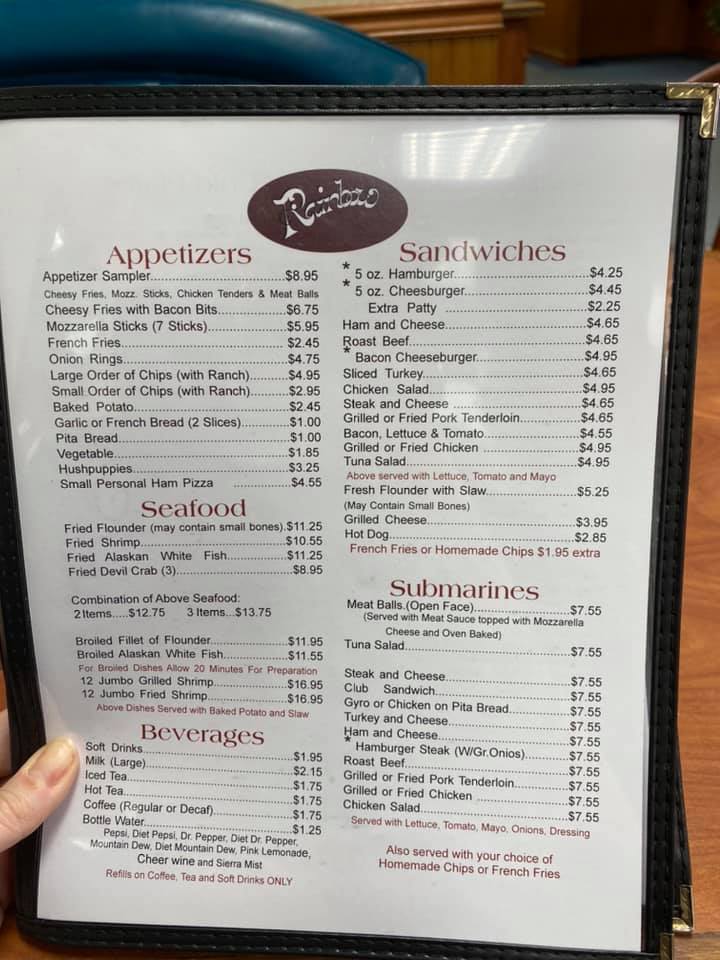 Rainbow
Appetizers
Appetizer Sampler..............................$8.95
Cheesy Fries, Mozz. Sticks, Chicken Tenders & Meat Balls
Cheesy Fries with Bacon Bits...............$6.75
Mozzarella Sticks (7 Sticks).................$5.95
French Fries......................................$2.45
Onion Rings.....................................$4.75
Large Order of Chips (with Ranch).........$4.95
Small Order of Chips (with Ranch).........$2.95
Baked Potato...................................$2.45
Garlic or French Bread (2 Slices)...........$1.00
Pita Bread.......................................$1.00
Vegetable.......................................$1.85
Hushpuppies...................................$3.25
Small Personal Ham Pizza ..................$4.55
Seafood
Fried Flounder (may contain small bones).$11.25
Fried Shrimp...................................$10.55
Fried Alaskan White Fish..................$11.25
Fried Devil Crab (3)..........................$8.95
Combination of Above Seafood:
2 Items.....$12.75 3 Items...$13.75
Broiled Fillet of Flounder...................$11.95
Broiled Alaskan White Fish...............$11.55
For Broiled Dishes Allow 20 Minutes For Preparation
12 Jumbo Grilled Shrimp..................$16.95
12 Jumbo Fried Shrimp....................$16.95
Above Dishes Served with Baked Potato and Slaw
Beverages
Soft Drinks....................................$1.95
Milk (Large)...................................$2.15
Iced Tea.......................................$1.75
Hot Tea........................................$1.75
Coffee (Regular or Decaf)..................$1.75
Bottle Water..................................$1.25
Pepsi, Diet Pepsi, Dr. Pepper, Diet Dr. Pepper,
Mountain Dew, Diet Mountain Dew, Pink Lemonade,
Cheer wine and Sierra Mist
Refills on Coffee, Tea and Soft Drinks ONLY
Sandwiches
* 5 oz. Hamburger..............................$4.25
* 5 oz. Cheesburger...........................$4.45
Extra Patty ..................................$2.25
Ham and Cheese................................$4.65
Roast Beef.......................................$4.65
* Bacon Cheeseburger.......................$4.95
Sliced Turkey....................................$4.65
Chicken Salad...................................$4.95
Steak and Cheese .............................$4.65
Grilled or Fried Pork Tenderloin.............$4.65
Bacon, Lettuce & Tomato.....................$4.55
Grilled or Fried Chicken ......................$4.95
Tuna Salad.......................................$4.95
Above served with Lettuce, Tomato and Mayo
Fresh Flounder with Slaw.....................$5.25
(May Contain Small Bones)
Grilled Cheese..................................$3.95
Hot Dog...........................................$2.85
French Fries or Homemade Chips $1.95 extra
Submarines
Meat Balls.(Open Face)......................$7.55
(Served with Meat Sauce topped with Mozzarella
Cheese and Oven Baked)
Tuna Salad......................................$7.55
Steak and Cheese.............................$7.55
Club Sandwich................................$7.55
Gyro or Chicken on Pita Bread..............$7.55
Turkey and Cheese...........................$7.55
Ham and Cheese..............................$7.55
* Hamburger Steak (W/Gr.Onios)...........$7.55
Roast Beef......................................$7.55
Grilled or Fried Pork Tenderloin.............$7.55
Grilled or Fried Chicken ......................$7.55
Chicken Salad..................................$7.55
Served with Lettuce, Tomato, Mayo, Onions, Dressing
Also served with your choice of
Homemade Chips or French Fries